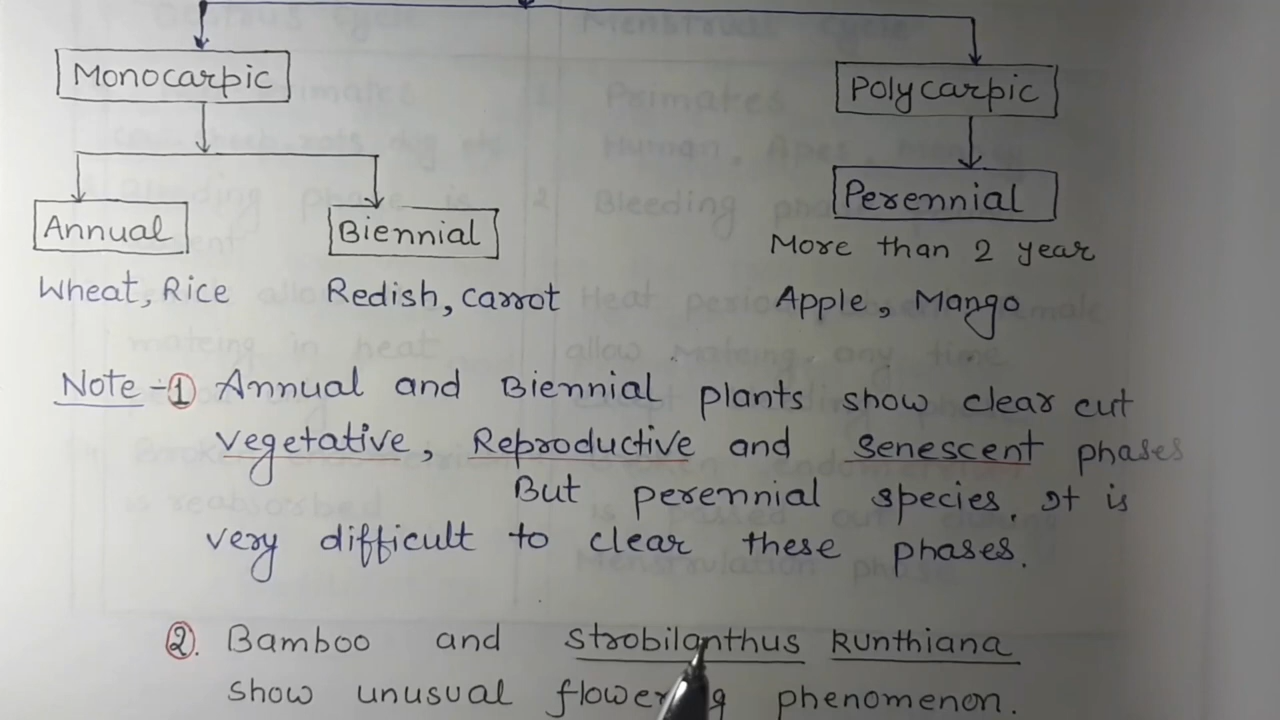 Monocarpic
Polycarpic
Annual
Biennial
Perennial
More than 2 year
Wheat, Rice
Redish, carrot
Apple, Mango
Note - 1 Annual and Biennial plants show clear cut
vegetative, Reproductive and Senescent phases
But perennial species. It is
very difficult to clear these phases.
2. Bamboo and Strobilanthus Kunthiana
show unusual flowering phenomenon.